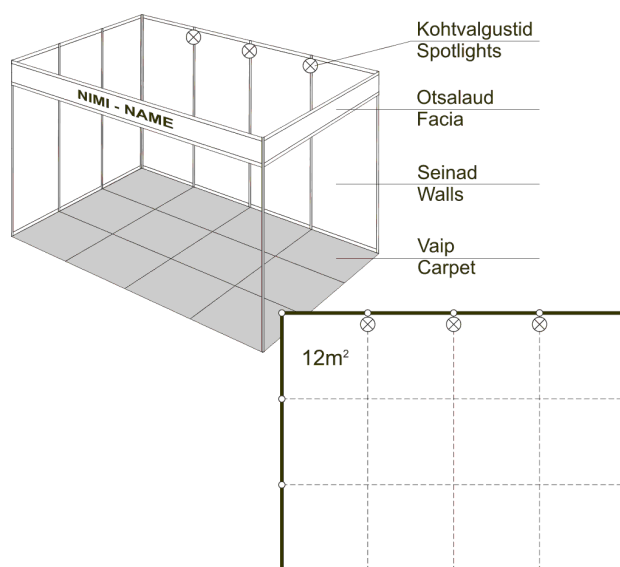 Kohtvalgustid
Spotlights
NIMI - NAME
Otsalaud
Facia
Seinad
Walls
Vaip
Carpet
12m²